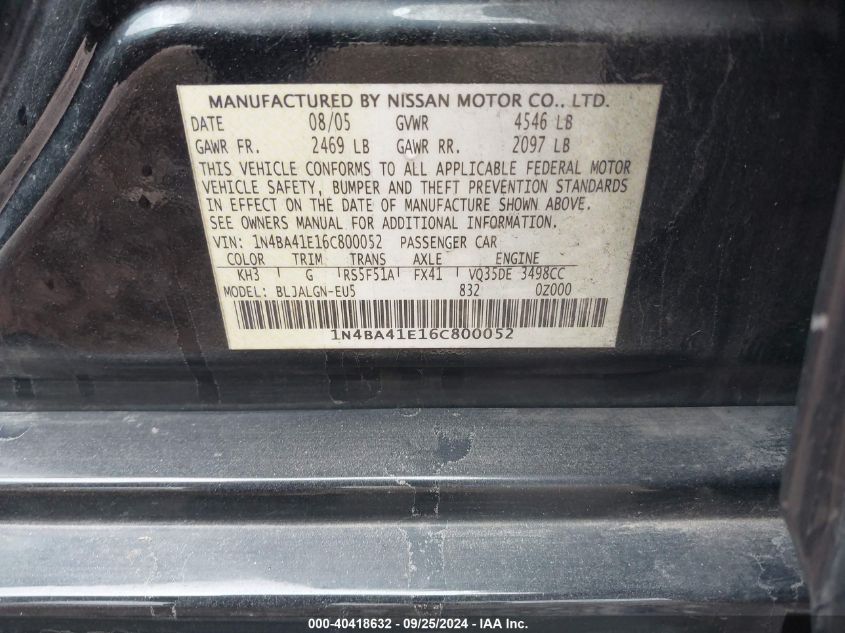 MANUFACTURED BY NISSAN MOTOR CO., LTD.
DATE 08/05 GVWR 4546 LB
GAWR FR. 2469 LB GAWR RR. 2097 LB
THIS VEHICLE CONFORMS TO ALL APPLICABLE FEDERAL MOTOR
VEHICLE SAFETY, BUMPER AND THEFT PREVENTION STANDARDS
IN EFFECT ON THE DATE OF MANUFACTURE SHOWN ABOVE.
SEE OWNERS MANUAL FOR ADDITIONAL INFORMATION.
VIN: 1N4BA41E16C800052 PASSENGER CAR
COLOR TRIM TRANS AXLE ENGINE
KH3 G RS5F51A FX41 VQ35DE 3498CC
MODEL: BLJALGN-EU5 832 0Z000
1N4BA41E16C800052
000-40418632 - 09/25/2024 - IAAI.com